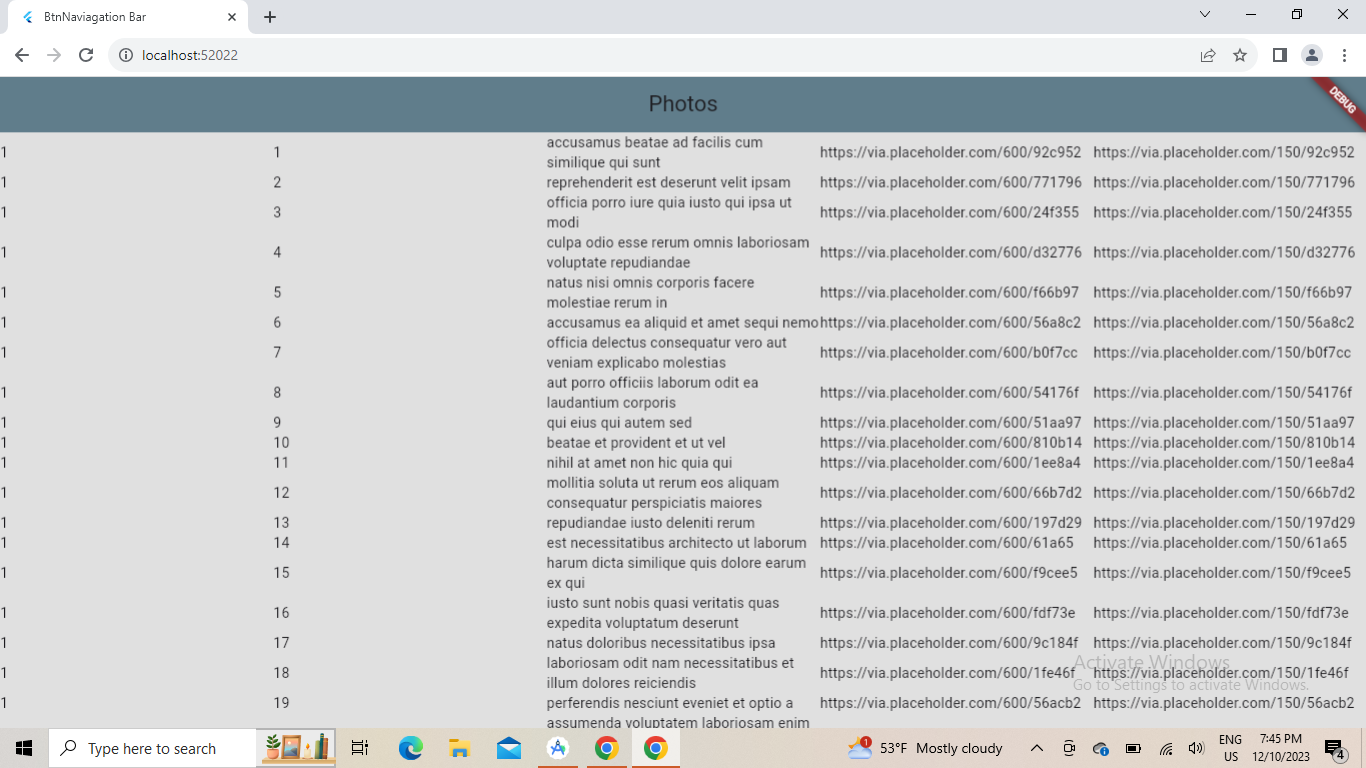 BtnNaviagation Bar
localhost:52022
Photos
DEBUG
1 1 accusamus beatae ad facilis cum similique qui sunt https://via.placeholder.com/600/92c952 https://via.placeholder.com/150/92c952
1 2 reprehenderit est deserunt velit ipsam https://via.placeholder.com/600/771796 https://via.placeholder.com/150/771796
1 3 officia porro iure quia iusto qui ipsa ut modi https://via.placeholder.com/600/24f355 https://via.placeholder.com/150/24f355
1 4 culpa odio esse rerum omnis laboriosam voluptate repudiandae https://via.placeholder.com/600/d32776 https://via.placeholder.com/150/d32776
1 5 natus nisi omnis corporis facere molestiae rerum in https://via.placeholder.com/600/f66b97 https://via.placeholder.com/150/f66b97
1 6 accusamus ea aliquid et amet sequi nemo https://via.placeholder.com/600/56a8c2 https://via.placeholder.com/150/56a8c2
1 7 officia delectus consequatur vero aut veniam explicabo molestias https://via.placeholder.com/600/b0f7cc https://via.placeholder.com/150/b0f7cc
1 8 aut porro officiis laborum odit ea laudantium corporis https://via.placeholder.com/600/54176f https://via.placeholder.com/150/54176f
1 9 qui eius qui autem sed https://via.placeholder.com/600/51aa97 https://via.placeholder.com/150/51aa97
1 10 beatae et provident et ut vel https://via.placeholder.com/600/810b14 https://via.placeholder.com/150/810b14
1 11 nihil at amet non hic quia qui https://via.placeholder.com/600/1ee8a4 https://via.placeholder.com/150/1ee8a4
1 12 mollitia soluta ut rerum eos aliquam consequatur perspiciatis maiores https://via.placeholder.com/600/66b7d2 https://via.placeholder.com/150/66b7d2
1 13 repudiandae iusto deleniti rerum https://via.placeholder.com/600/197d29 https://via.placeholder.com/150/197d29
1 14 est necessitatibus architecto ut laborum https://via.placeholder.com/600/61a65 https://via.placeholder.com/150/61a65
1 15 harum dicta similique quis dolore earum ex qui https://via.placeholder.com/600/f9cee5 https://via.placeholder.com/150/f9cee5
1 16 iusto sunt nobis quasi veritatis quas expedita voluptatum deserunt https://via.placeholder.com/600/fdf73e https://via.placeholder.com/150/fdf73e
1 17 natus doloribus necessitatibus ipsa https://via.placeholder.com/600/9c184f https://via.placeholder.com/150/9c184f
1 18 laboriosam odit nam necessitatibus et illum dolores reiciendis https://via.placeholder.com/600/1fe46f https://via.placeholder.com/150/1fe46f
1 19 perferendis nesciunt eveniet et optio a assumenda voluptatem laboriosam enim https://via.placeholder.com/600/56acb2 https://via.placeholder.com/150/56acb2
Activate Windows
Go to Settings to activate Windows.
Type here to search
1
53°F Mostly cloudy
ENG
US
7:45 PM
12/10/2023
4